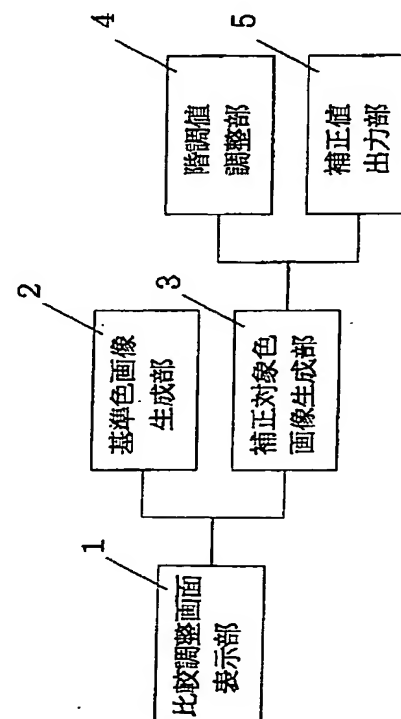 1
比較調整画面
表示部
2
基準色画像
生成部
3
補正対象色
画像生成部
4
階調値
調整部
5
補正値
出力部